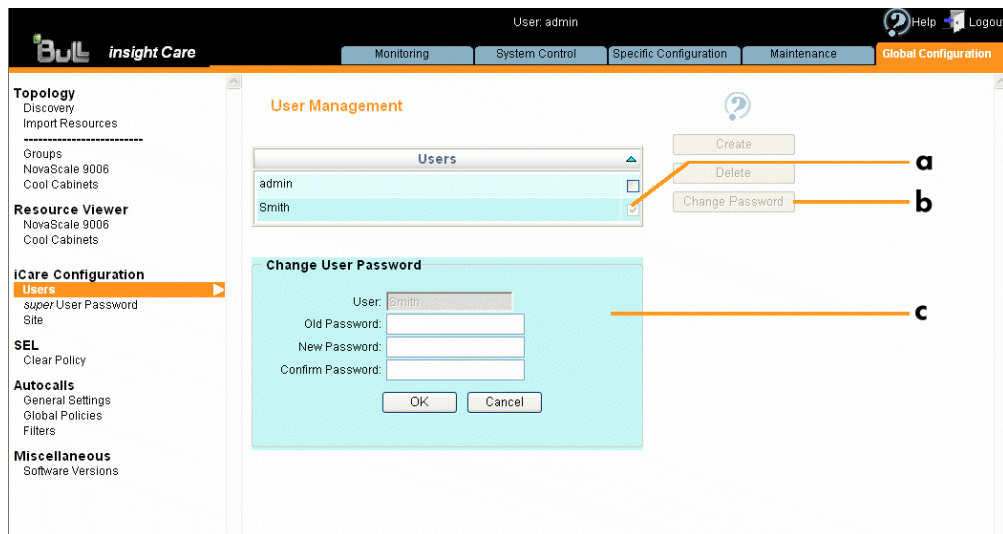 User: admin
Help
Logout
Bull
insight Care
Monitoring
System Control
Specific Configuration
Maintenance
Global Configuration
Topology
Discovery
Import Resources
--------------------------
Groups
NovaScale 9006
Cool Cabinets
Resource Viewer
NovaScale 9006
Cool Cabinets
iCare Configuration
Users
super User Password
Site
SEL
Clear Policy
Autocalls
General Settings
Global Policies
Filters
Miscellaneous
Software Versions
User Management
?
Users
admin
Smith
Create
Delete
Change Password
a
b
c
Change User Password
User: Smith
Old Password:
New Password:
Confirm Password:
OK
Cancel